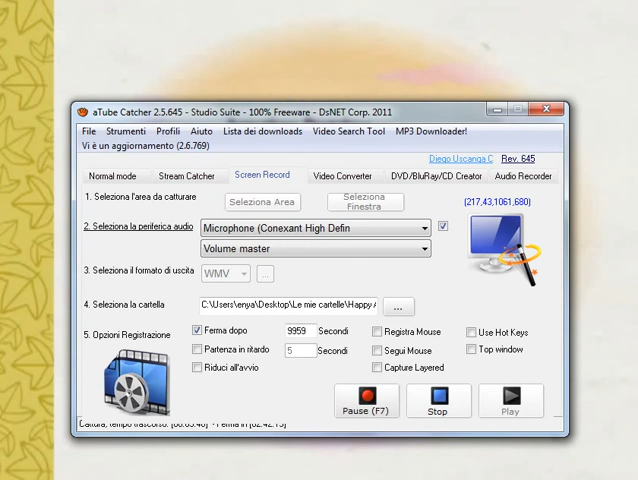 aTube Catcher 2.5.645 - Studio Suite - 100% Freeware - DsNET Corp. 2011
File Strumenti Profili Aiuto Lista dei downloads Video Search Tool MP3 Downloader!
Vi è un aggiornamento (2.6.769)
Diego Uscanga C Rev. 645
Normal mode Stream Catcher Screen Record Video Converter DVD/BluRay/CD Creator Audio Recorder
1. Seleziona l'area da catturare Seleziona Area Seleziona Finestra (217,43,1061,680)
2. Seleziona la periferica audio Microphone (Conexant High Defin
Volume master
3. Seleziona il formato di uscita WMV ...
4. Seleziona la cartella C:\Users\enya\Desktop\Le mie cartelle\Happy ...
5. Opzioni Registrazione Ferma dopo 9959 Secondi Registra Mouse Use Hot Keys
Partenza in ritardo 5 Secondi Segui Mouse Top window
Riduci all'avvio Capture Layered
Pause (F7) Stop Play